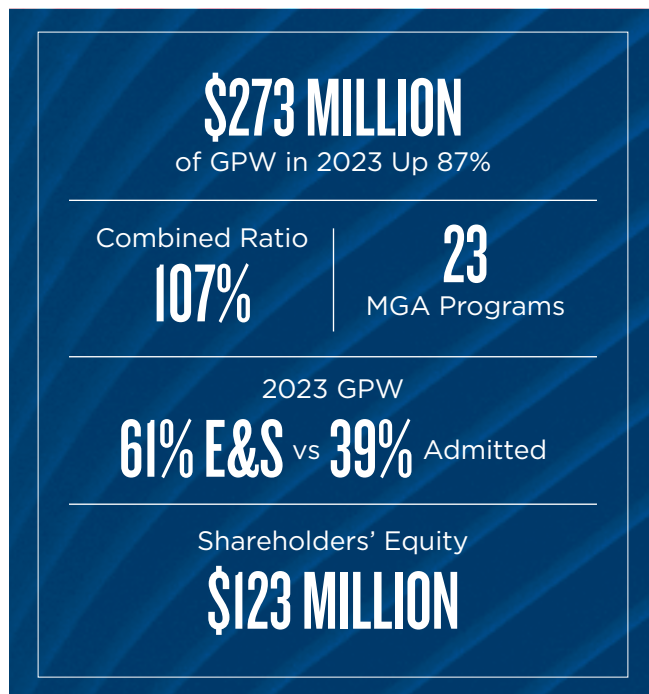 $273 MILLION
of GPW in 2023 Up 87%
Combined Ratio
107%
23
MGA Programs
2023 GPW
61% E&S vs 39% Admitted
Shareholders’ Equity
$123 MILLION